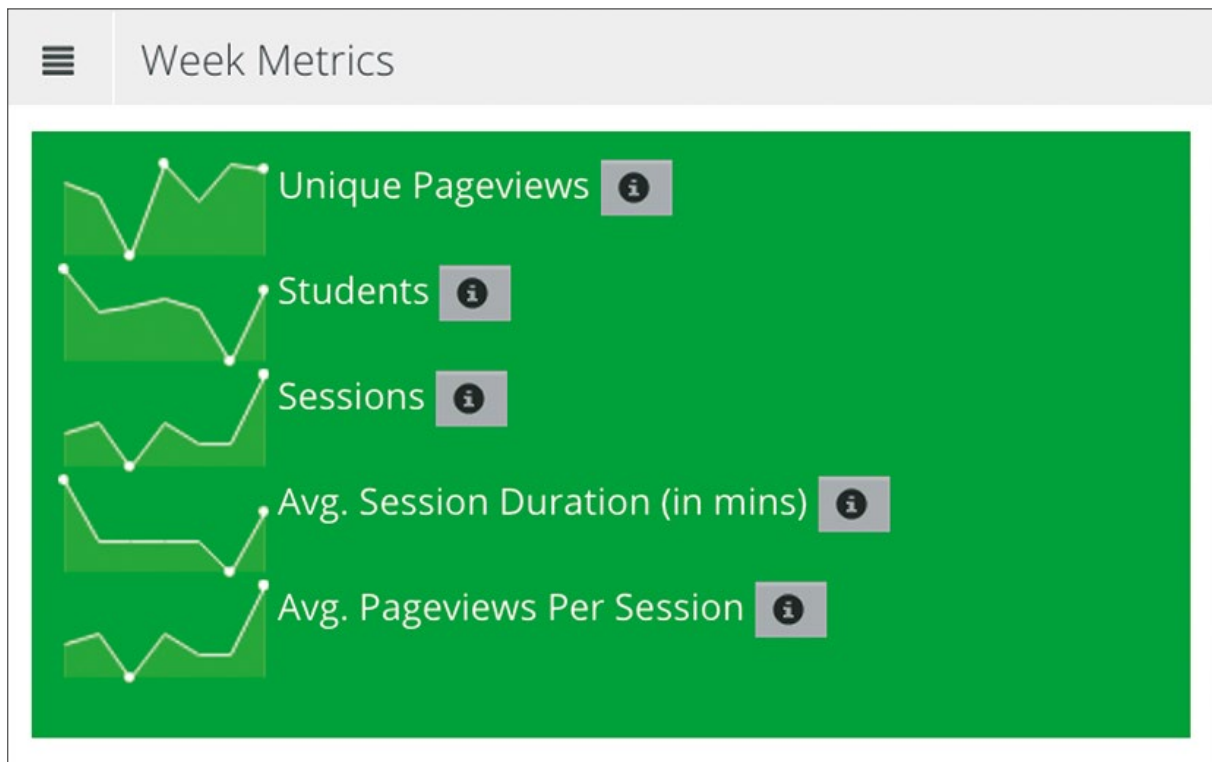 Week Metrics
Unique Pageviews
Students
Sessions
Avg. Session Duration (in mins)
Avg. Pageviews Per Session